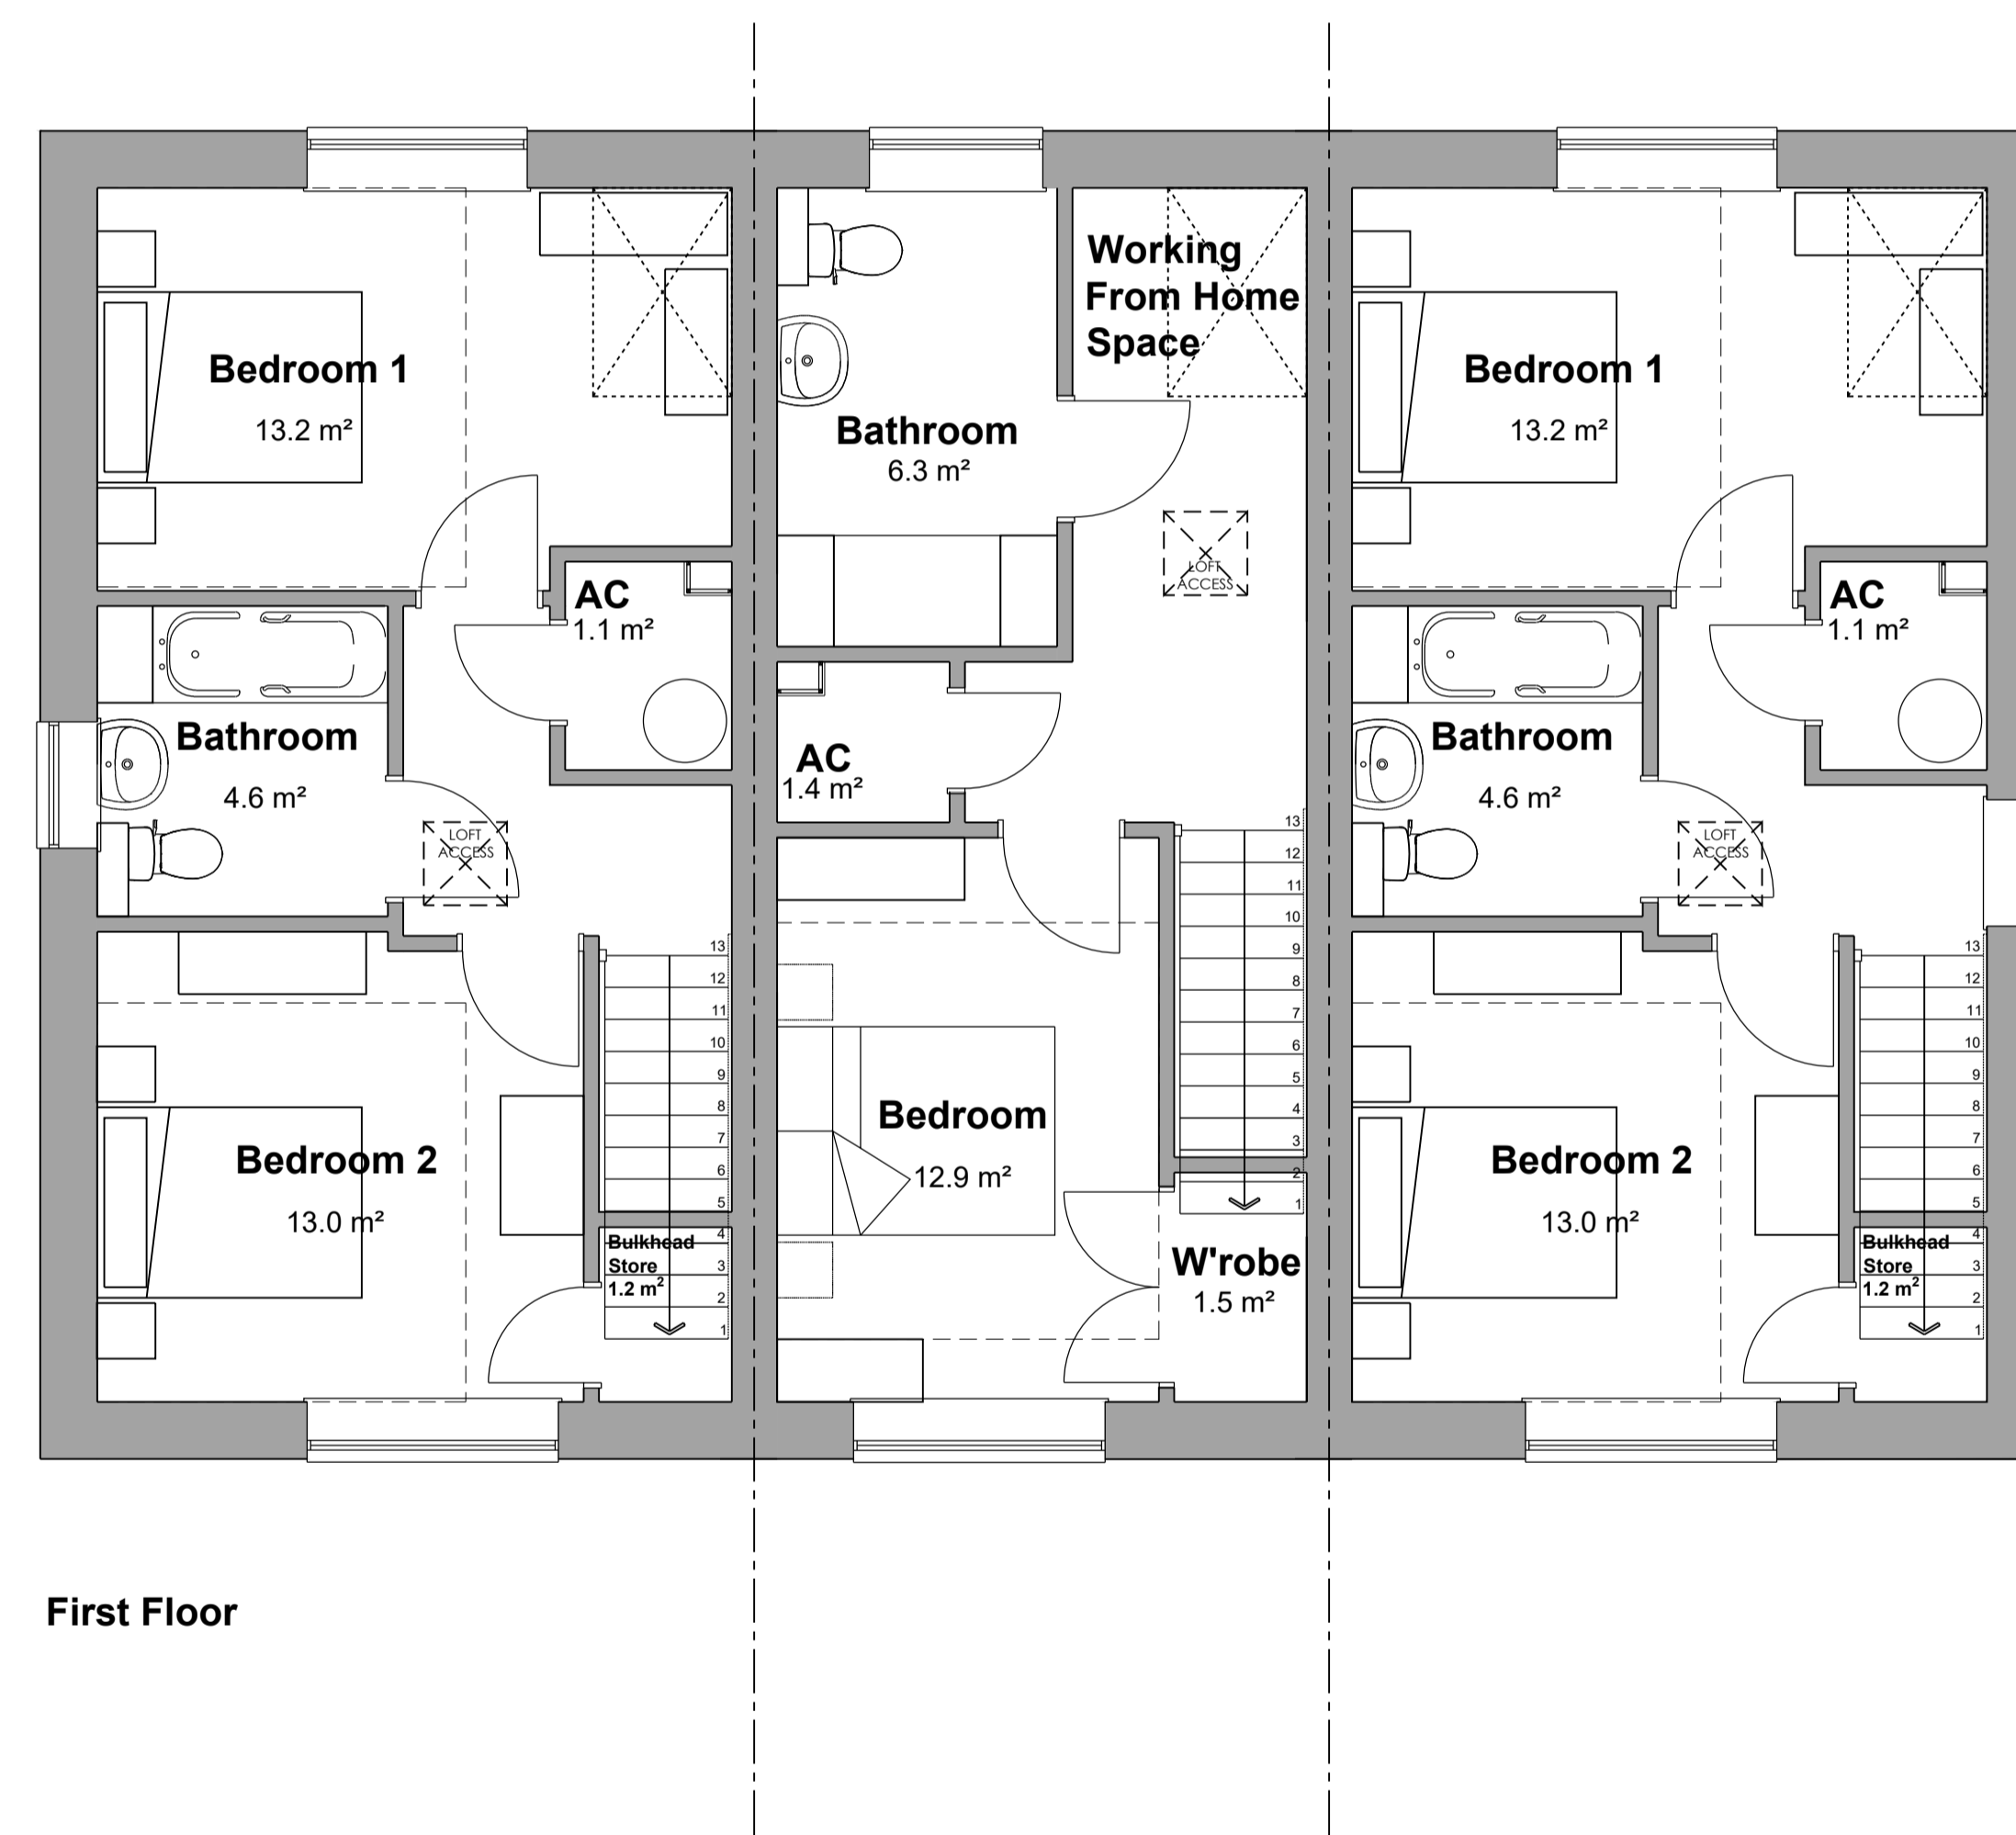 Bedroom 1
13.2 m²
AC
1.1 m²
Bathroom
4.6 m²
LOFT
ACCESS
Bedroom 2
13.0 m²
13
12
11
10
9
8
7
6
5
4
3
2
1
Bulkhead
Store
1.2 m²
Working
From Home
Space
Bathroom
6.3 m²
LOFT
ACCESS
AC
1.4 m²
13
12
11
10
9
8
7
6
5
4
3
2
1
Bedroom
12.9 m²
W'robe
1.5 m²
Bedroom 1
13.2 m²
AC
1.1 m²
Bathroom
4.6 m²
LOFT
ACCESS
Bedroom 2
13.0 m²
13
12
11
10
9
8
7
6
5
4
3
2
1
Bulkhead
Store
1.2 m²
First Floor